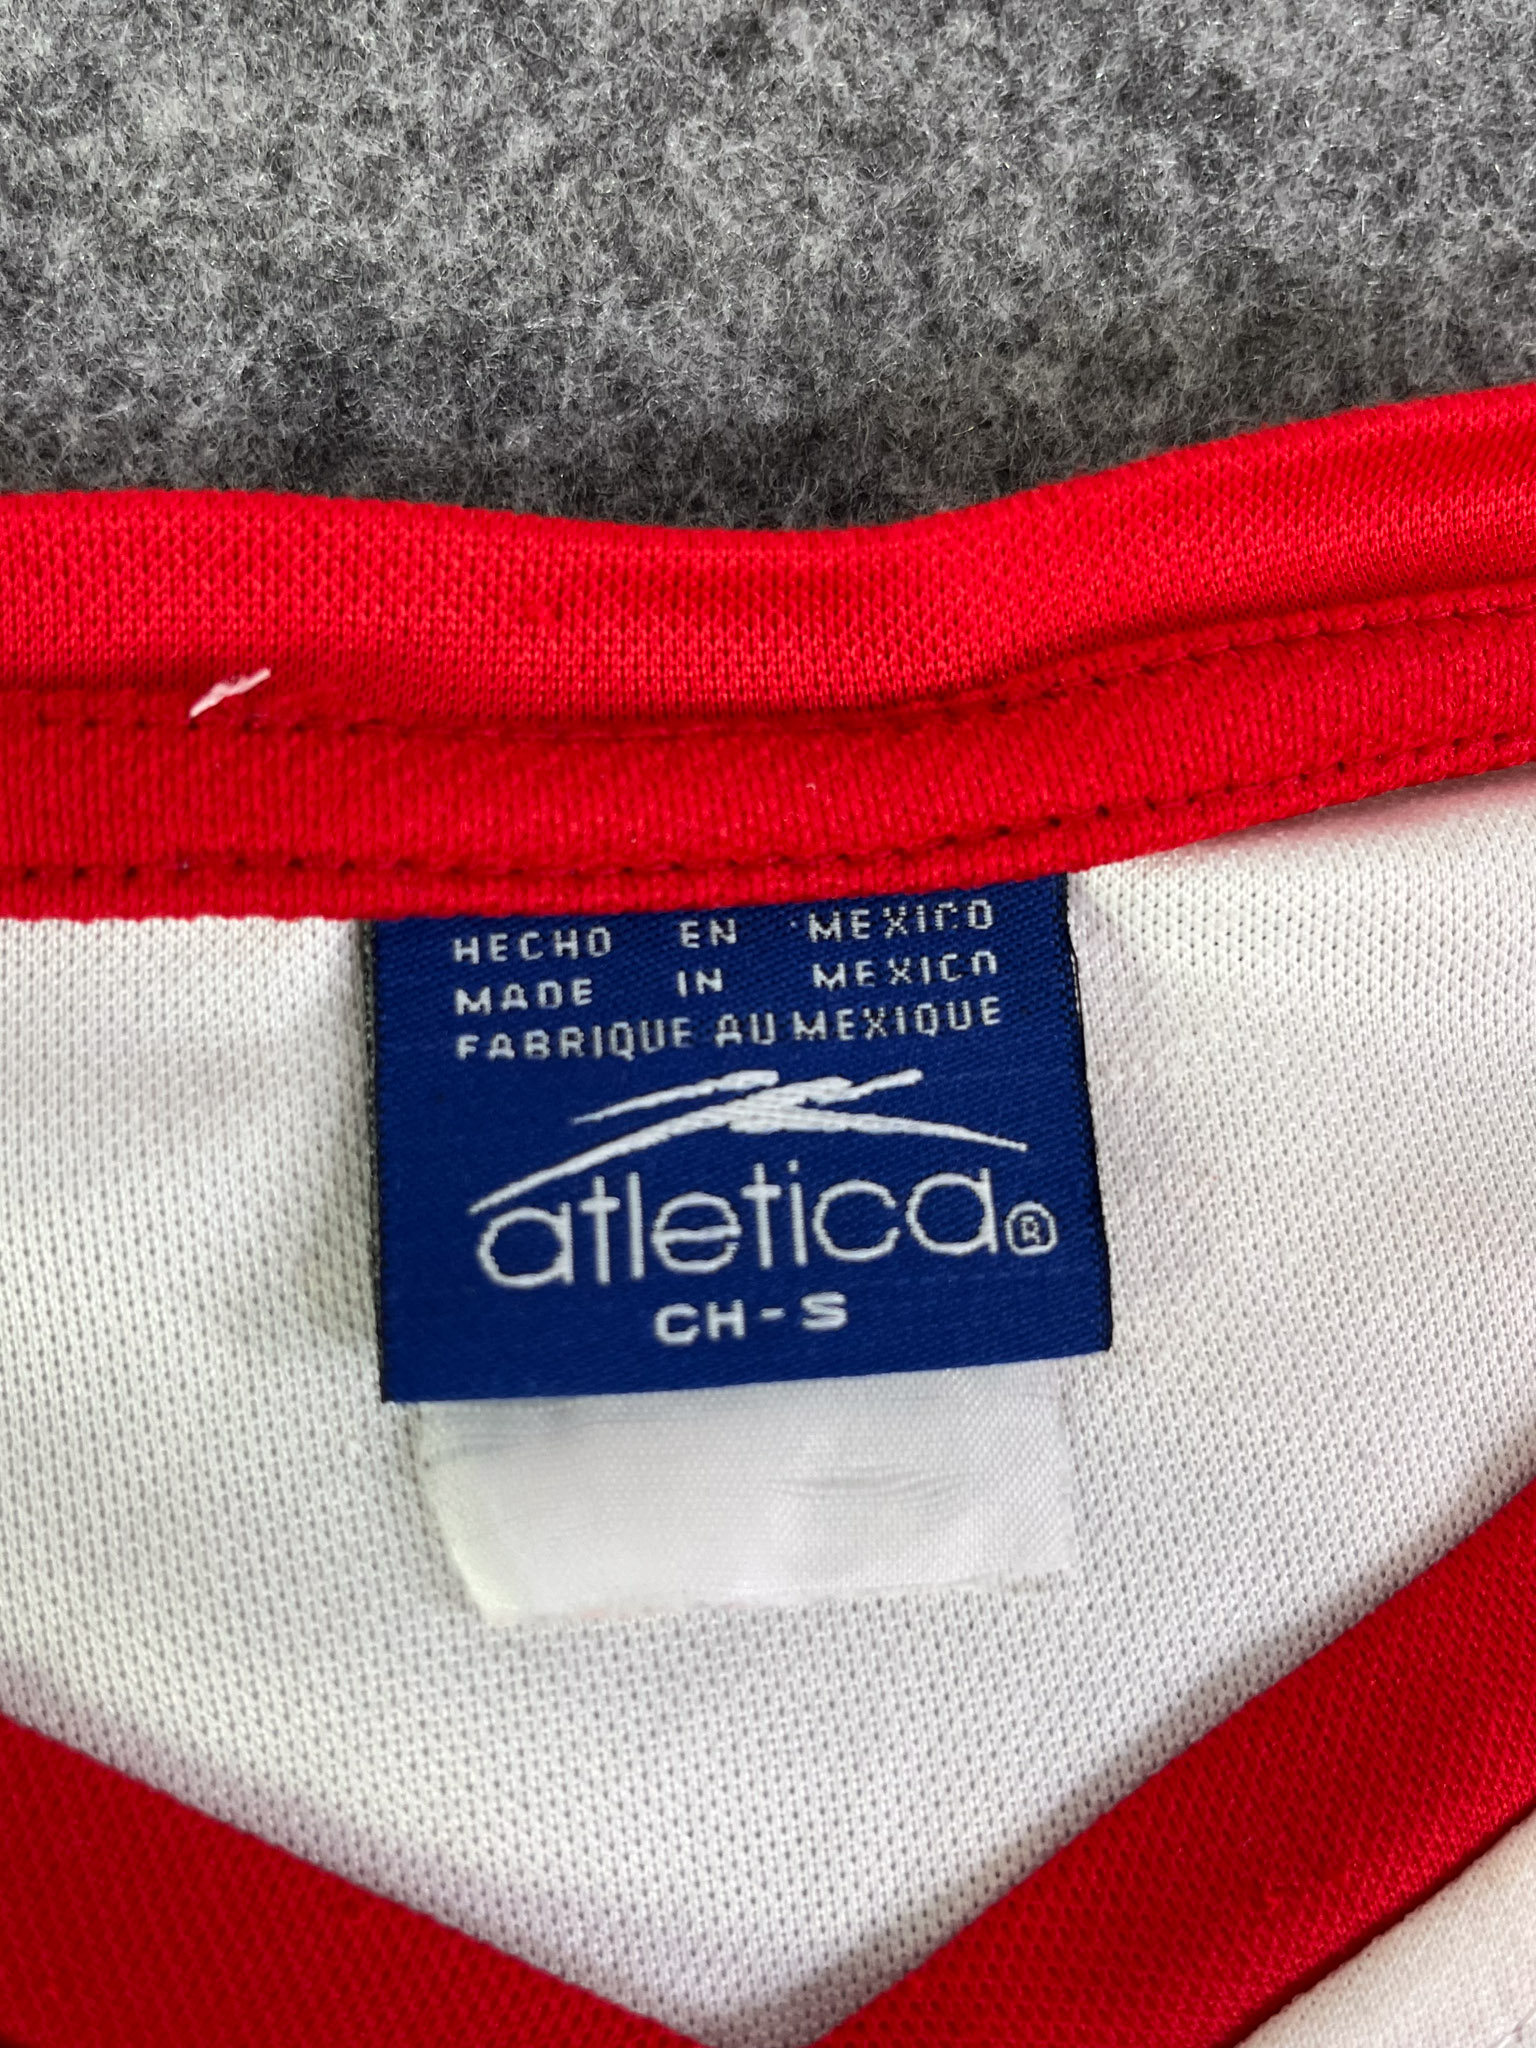 HECHO EN MEXICO
MADE IN MEXICO
FABRIQUE AU MEXIQUE
atletica®
CH-S